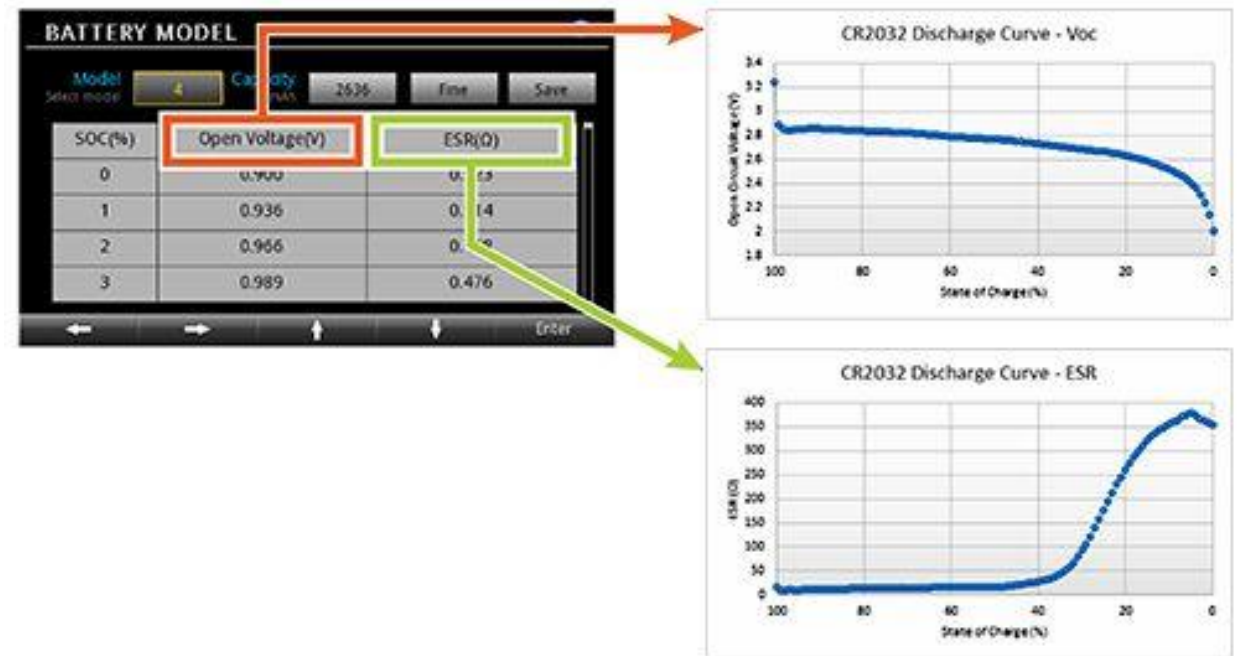 BATTERY MODEL
Model
Select model
4
2636
Fine
Save
SOC(%)
Open Voltage(V)
ESR(Ω)
0
0.900
1
0.936
2
0.966
3
0.989
0.476
Enter
CR2032 Discharge Curve - Voc
Open Circuit Voltage(V)
3.4
3.2
3
2.8
2.6
2.4
2.2
2
1.8
100 80 60 40 20 0
State of Charge(%)
CR2032 Discharge Curve - ESR
ESR (Ω)
400
350
300
250
200
150
100
50
0
100 80 60 40 20 0
State of Charge(%)